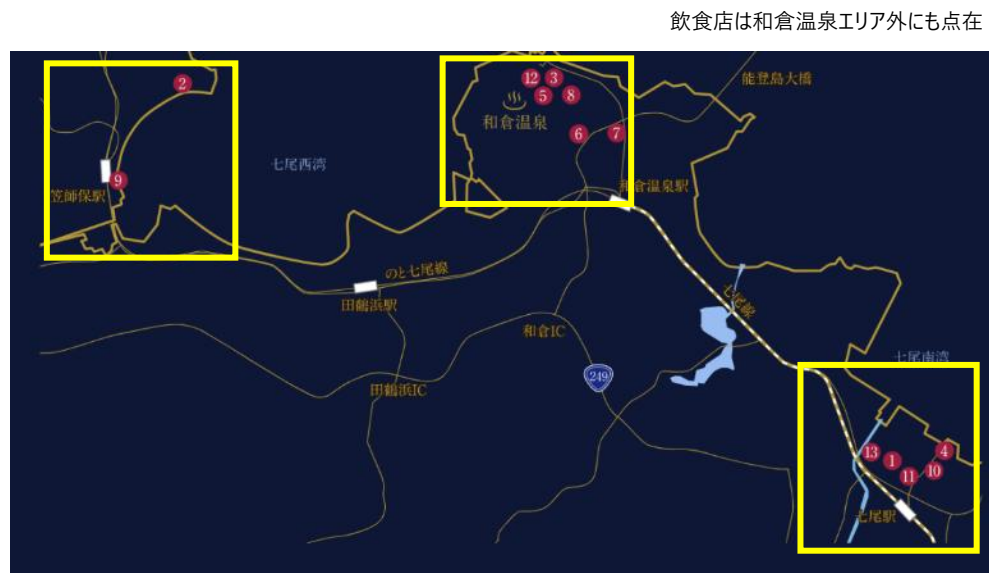 飲食店は和倉温泉エリア外にも点在
能登島大橋
12
3
2
5
8
和倉温泉
6
7
七尾西湾
9
笠師保駅
和倉温泉駅
のと七尾線
七尾線
田鶴浜駅
和倉IC
七尾南湾
249
田鶴浜IC
13
1
4
11
10
七尾駅